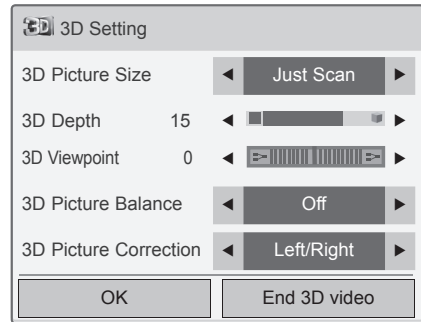 3D 3D Setting
3D Picture Size Just Scan
3D Depth 15
3D Viewpoint 0
3D Picture Balance Off
3D Picture Correction Left/Right
OK End 3D video